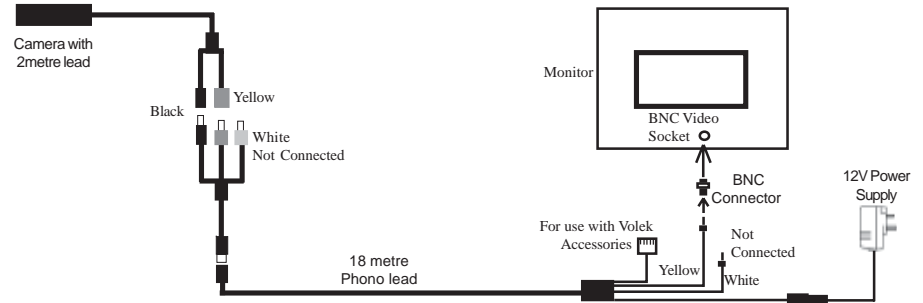 Camera with
2metre lead
Black
Yellow
White
Not Connected
Monitor
BNC Video
Socket
BNC
Connector
12V Power
Supply
For use with Volek
Accessories
Not
Connected
Yellow
White
18 metre
Phono lead